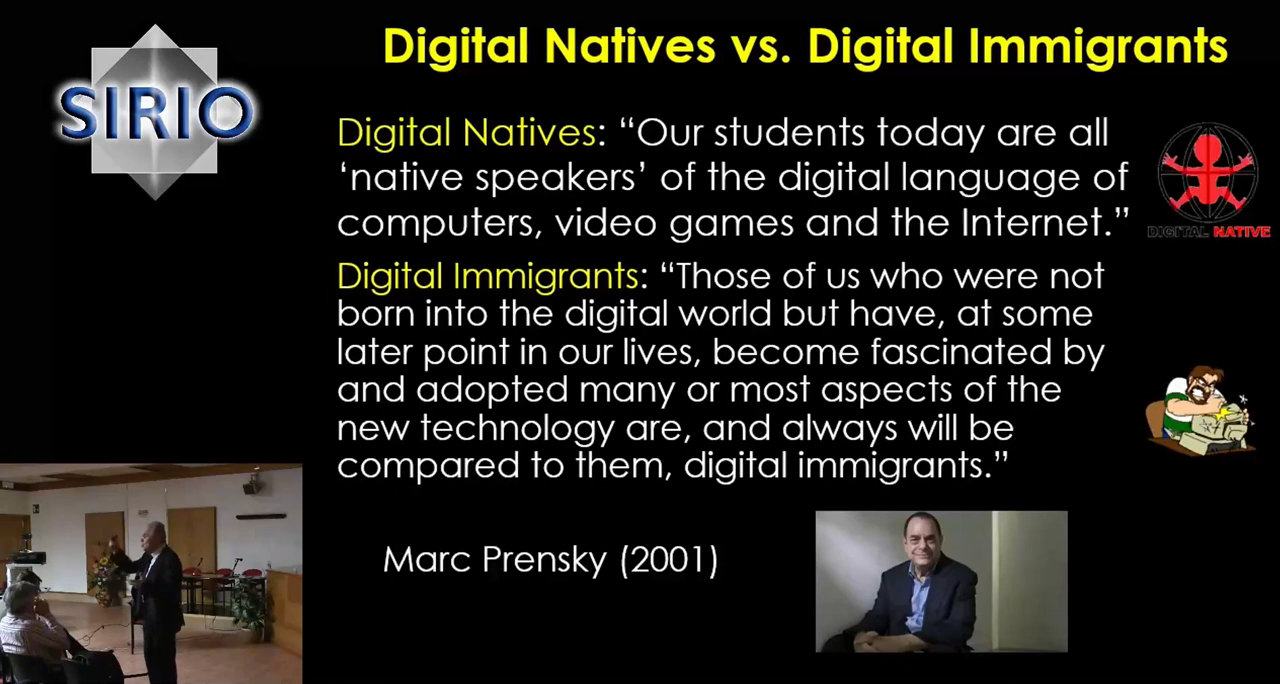 Digital Natives vs. Digital Immigrants
SIRIO
Digital Natives: “Our students today are all
‘native speakers’ of the digital language of
computers, video games and the Internet.”
DIGITAL NATIVE
Digital Immigrants: “Those of us who were not
born into the digital world but have, at some
later point in our lives, become fascinated by
and adopted many or most aspects of the
new technology are, and always will be
compared to them, digital immigrants.”
Marc Prensky (2001)